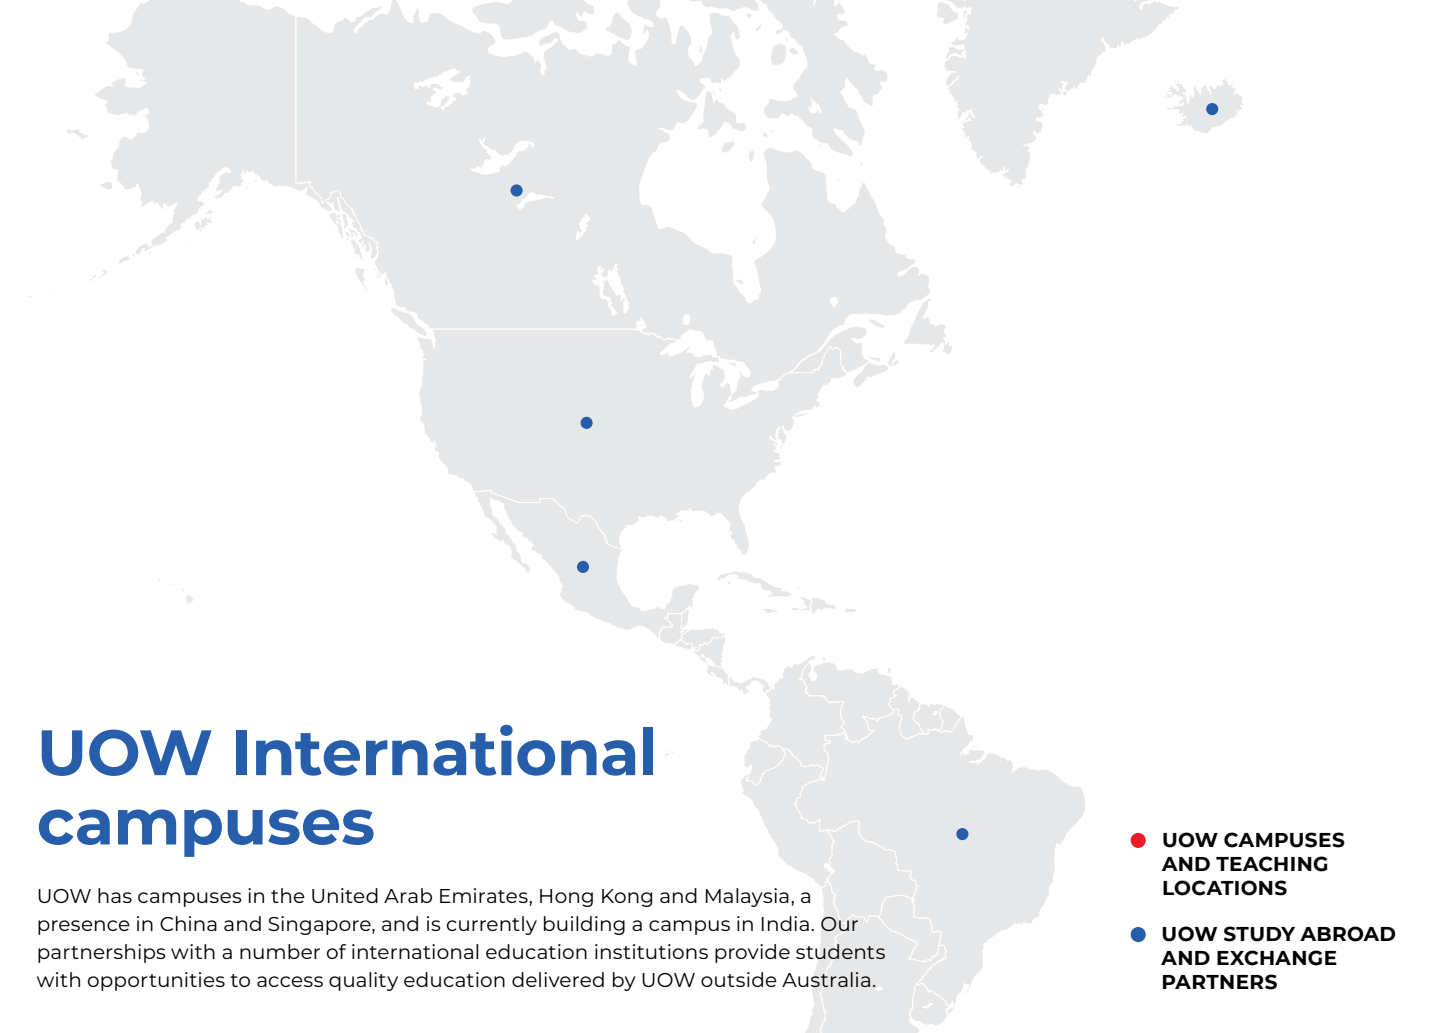 UOW International
campuses
UOW has campuses in the United Arab Emirates, Hong Kong and Malaysia, a
presence in China and Singapore, and is currently building a campus in India. Our
partnerships with a number of international education institutions provide students
with opportunities to access quality education delivered by UOW outside Australia.
UOW CAMPUSES
AND TEACHING
LOCATIONS
UOW STUDY ABROAD
AND EXCHANGE
PARTNERS